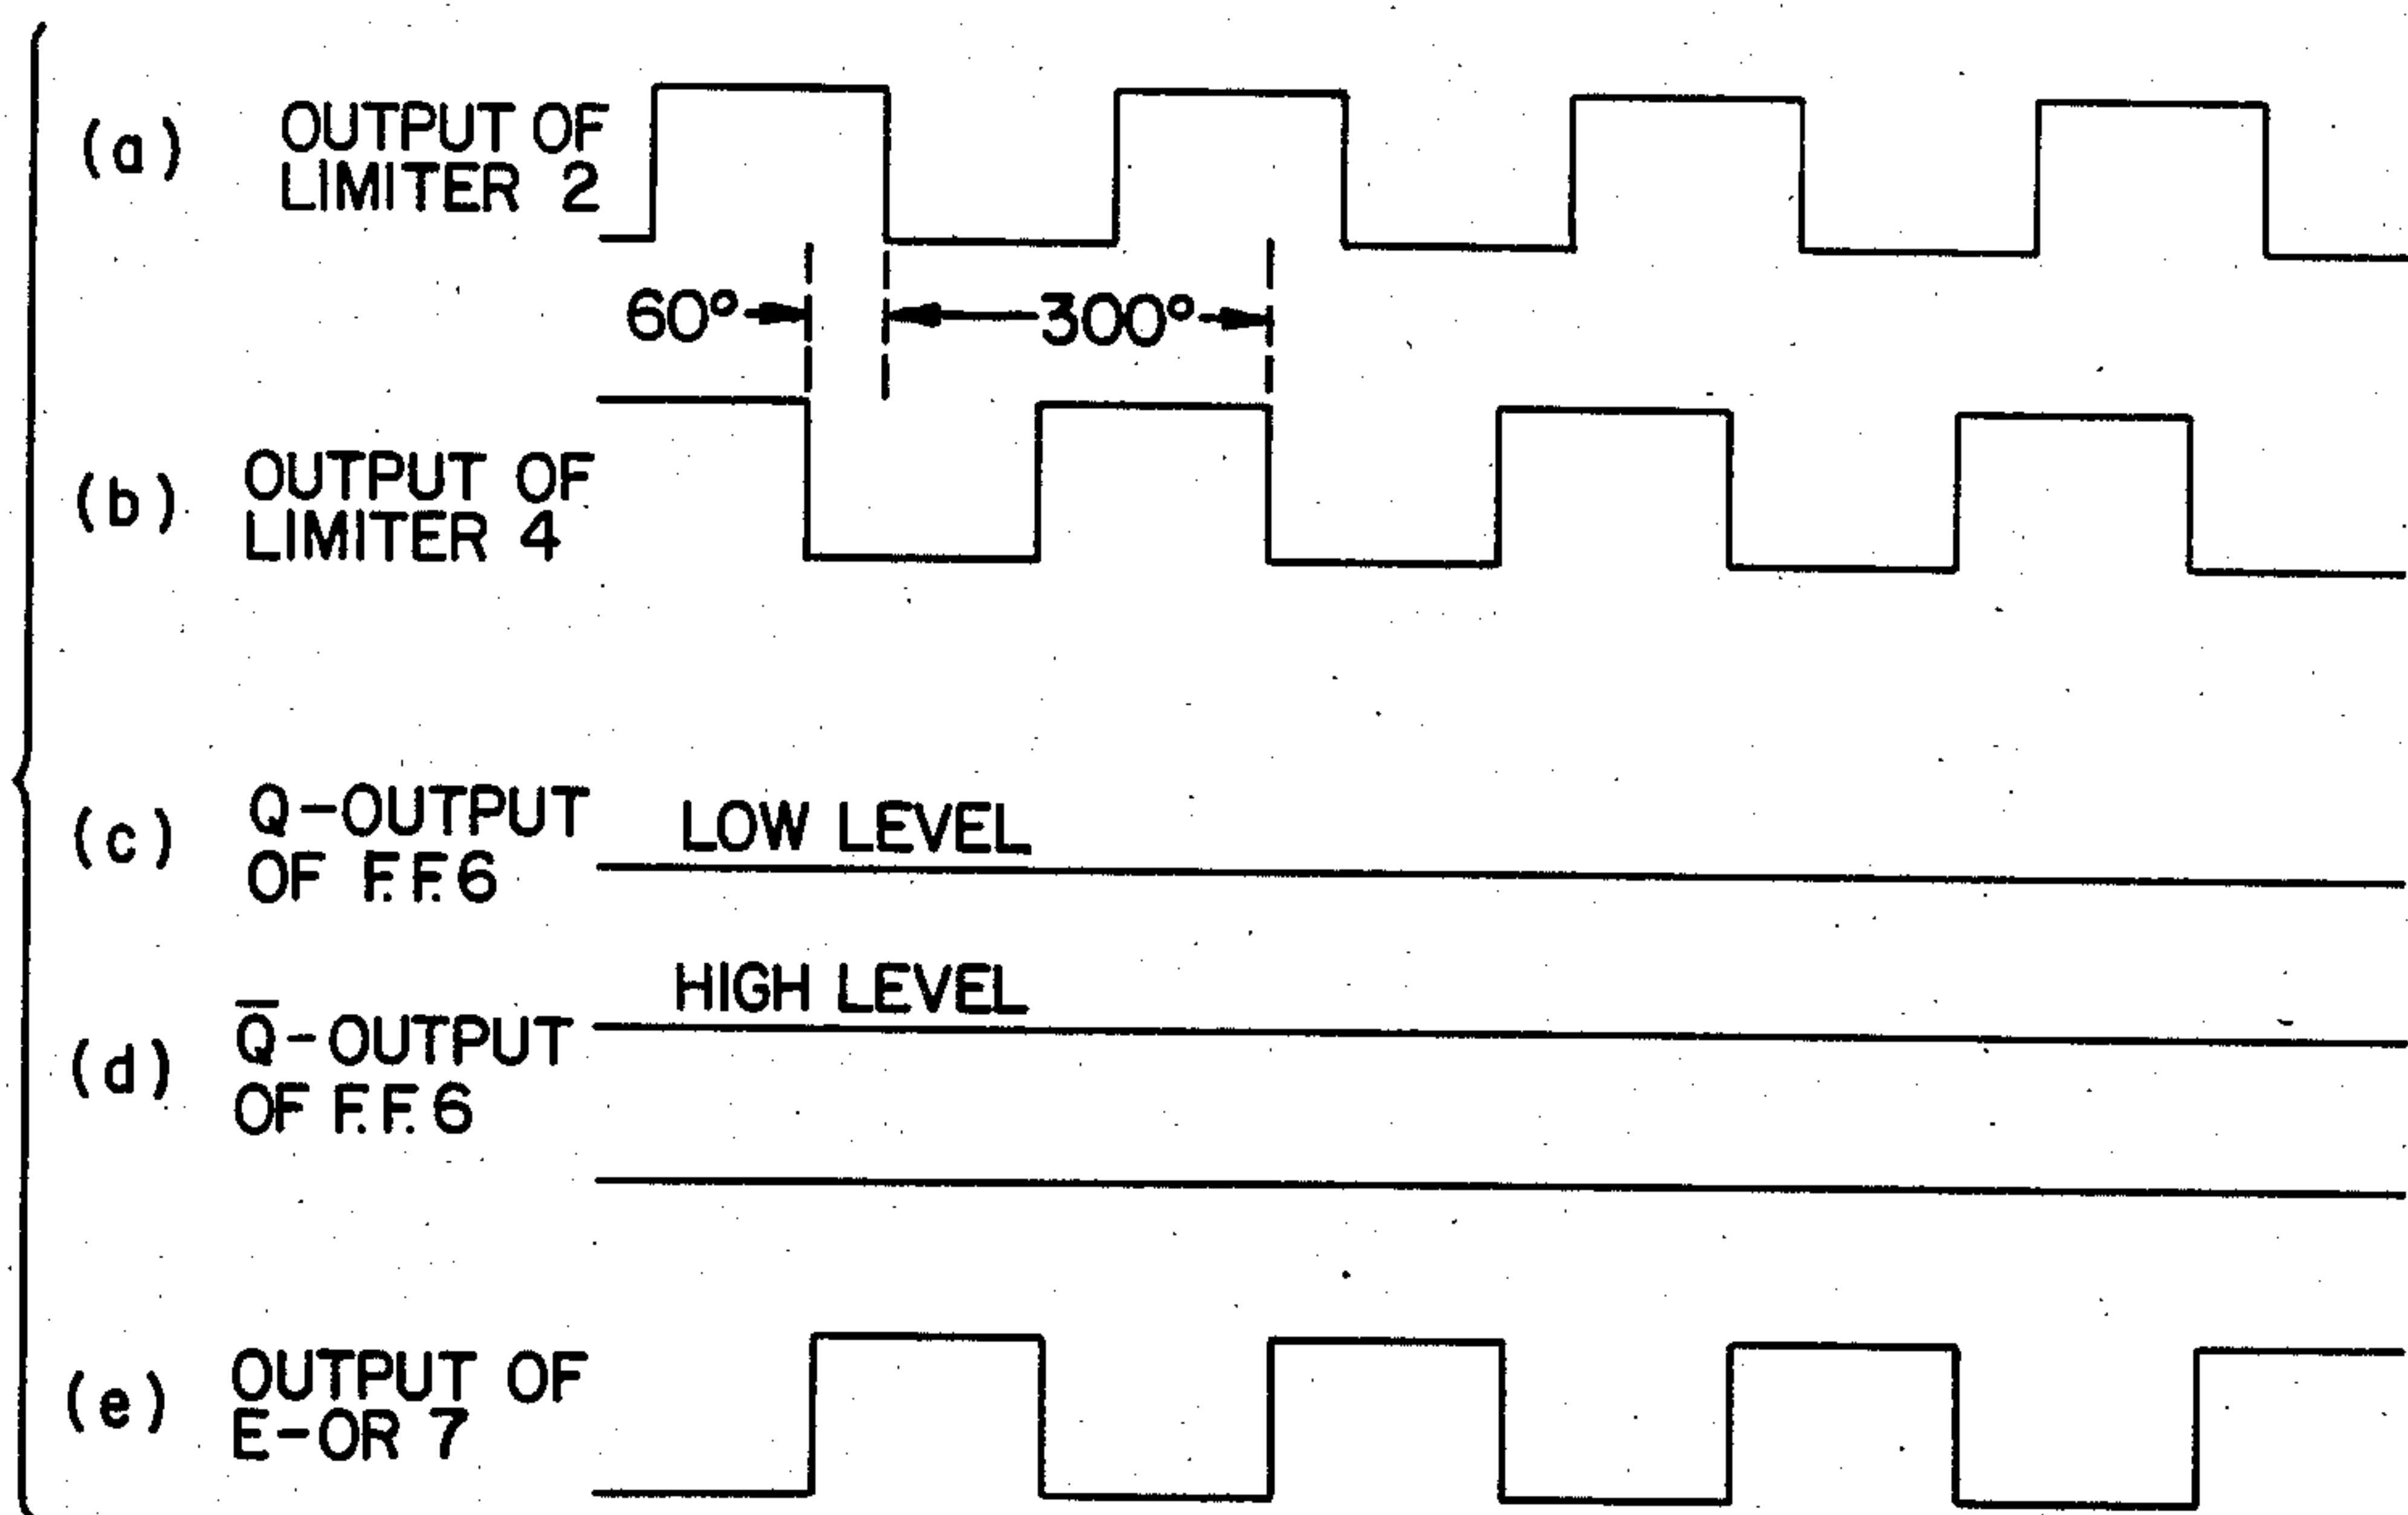 (a) OUTPUT OF
LIMITER 2
60° 300°
(b) OUTPUT OF
LIMITER 4
(c) Q-OUTPUT
OF F.F.6
LOW LEVEL
HIGH LEVEL
(d) Q̅-OUTPUT
OF F.F.6
(e) OUTPUT OF
E-OR 7